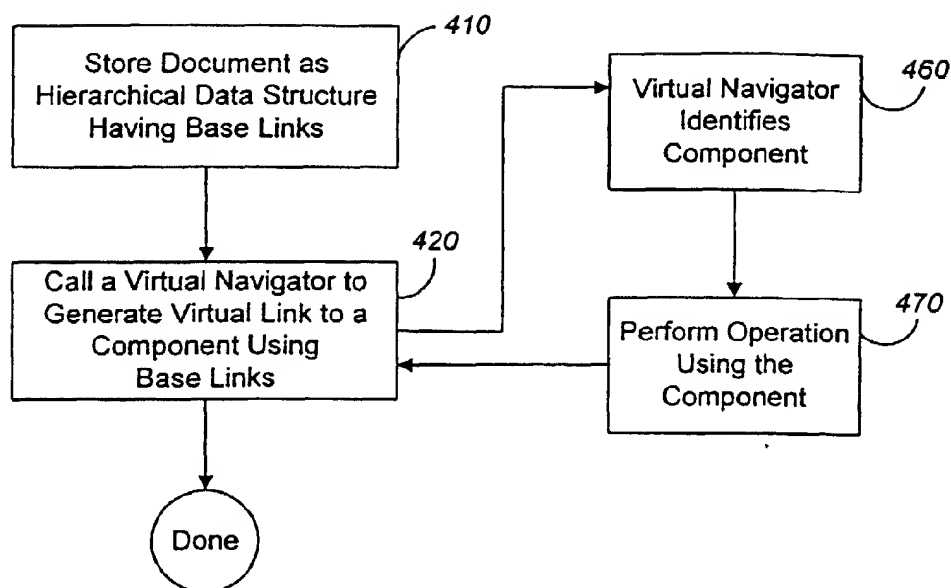 410
Store Document as
Hierarchical Data Structure
Having Base Links
460
Virtual Navigator
Identifies
Component
420
Call a Virtual Navigator to
Generate Virtual Link to a
Component Using
Base Links
470
Perform Operation
Using the
Component
Done